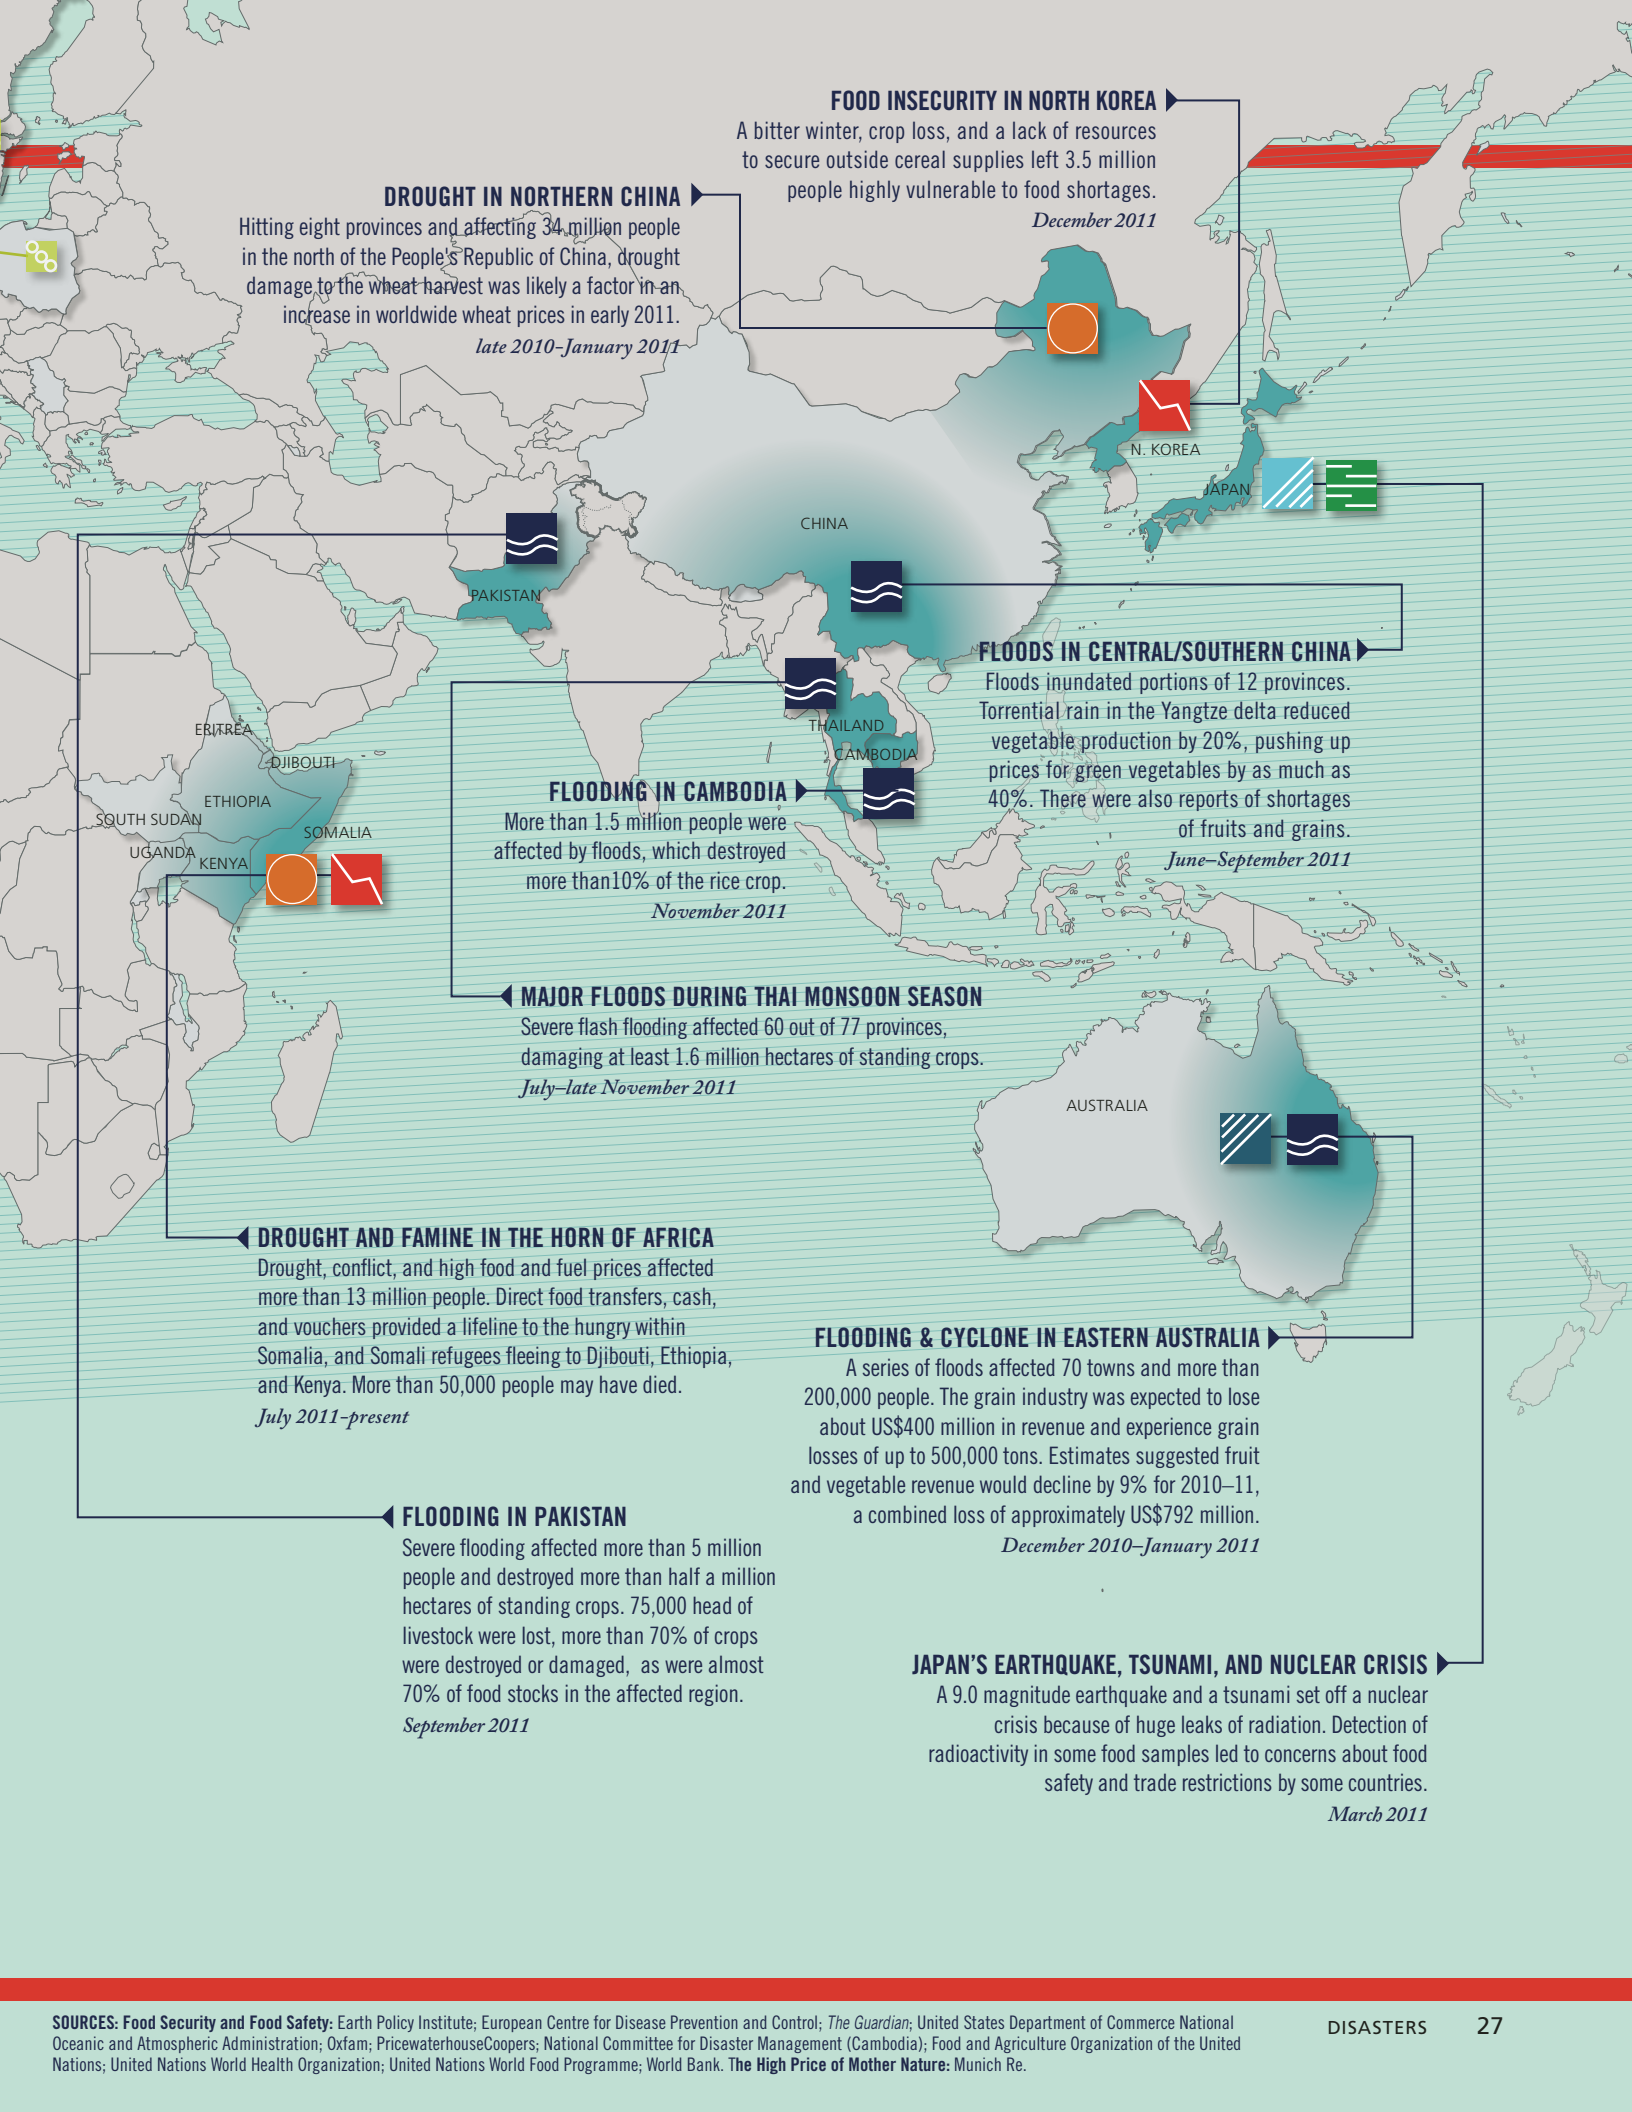 FOOD INSECURITY IN NORTH KOREA
A bitter winter, crop loss, and a lack of resources
to secure outside cereal supplies left 3.5 million
people highly vulnerable to food shortages.
December 2011
DROUGHT IN NORTHERN CHINA
Hitting eight provinces and affecting 34 million people
in the north of the People's Republic of China, drought
damage to the wheat harvest was likely a factor in an
increase in worldwide wheat prices in early 2011.
late 2010-January 2011
N. KOREA
JAPAN
CHINA
PAKISTAN
FLOODS IN CENTRAL/SOUTHERN CHINA
Floods inundated portions of 12 provinces.
Torrential rain in the Yangtze delta reduced
vegetable production by 20%, pushing up
prices for green vegetables by as much as
40%. There were also reports of shortages
of fruits and grains.
June–September 2011
THAILAND
CAMBODIA
ERITREA
DJIBOUTI
ETHIOPIA
SOUTH SUDAN
SOMALIA
UGANDA
KENYA
FLOODING IN CAMBODIA
More than 1.5 million people were
affected by floods, which destroyed
more than10% of the rice crop.
November 2011
MAJOR FLOODS DURING THAI MONSOON SEASON
Severe flash flooding affected 60 out of 77 provinces,
damaging at least 1.6 million hectares of standing crops.
July–late November 2011
AUSTRALIA
DROUGHT AND FAMINE IN THE HORN OF AFRICA
Drought, conflict, and high food and fuel prices affected
more than 13 million people. Direct food transfers, cash,
and vouchers provided a lifeline to the hungry within
Somalia, and Somali refugees fleeing to Djibouti, Ethiopia,
and Kenya. More than 50,000 people may have died.
July 2011-present
FLOODING & CYCLONE IN EASTERN AUSTRALIA
A series of floods affected 70 towns and more than
200,000 people. The grain industry was expected to lose
about US$400 million in revenue and experience grain
losses of up to 500,000 tons. Estimates suggested fruit
and vegetable revenue would decline by 9% for 2010–11,
a combined loss of approximately US$792 million.
December 2010–January 2011
FLOODING IN PAKISTAN
Severe flooding affected more than 5 million
people and destroyed more than half a million
hectares of standing crops. 75,000 head of
livestock were lost, more than 70% of crops
were destroyed or damaged, as were almost
70% of food stocks in the affected region.
September 2011
JAPAN'S EARTHQUAKE, TSUNAMI, AND NUCLEAR CRISIS
A 9.0 magnitude earthquake and a tsunami set off a nuclear
crisis because of huge leaks of radiation. Detection of
radioactivity in some food samples led to concerns about food
safety and trade restrictions by some countries.
March 2011
SOURCES: Food Security and Food Safety: Earth Policy Institute; European Centre for Disease Prevention and Control; The Guardian; United States Department of Commerce National
Oceanic and Atmospheric Administration; Oxfam; PricewaterhouseCoopers; National Committee for Disaster Management (Cambodia); Food and Agriculture Organization of the United
Nations; United Nations World Health Organization; United Nations World Food Programme; World Bank. The High Price of Mother Nature: Munich Re.
DISASTERS 27